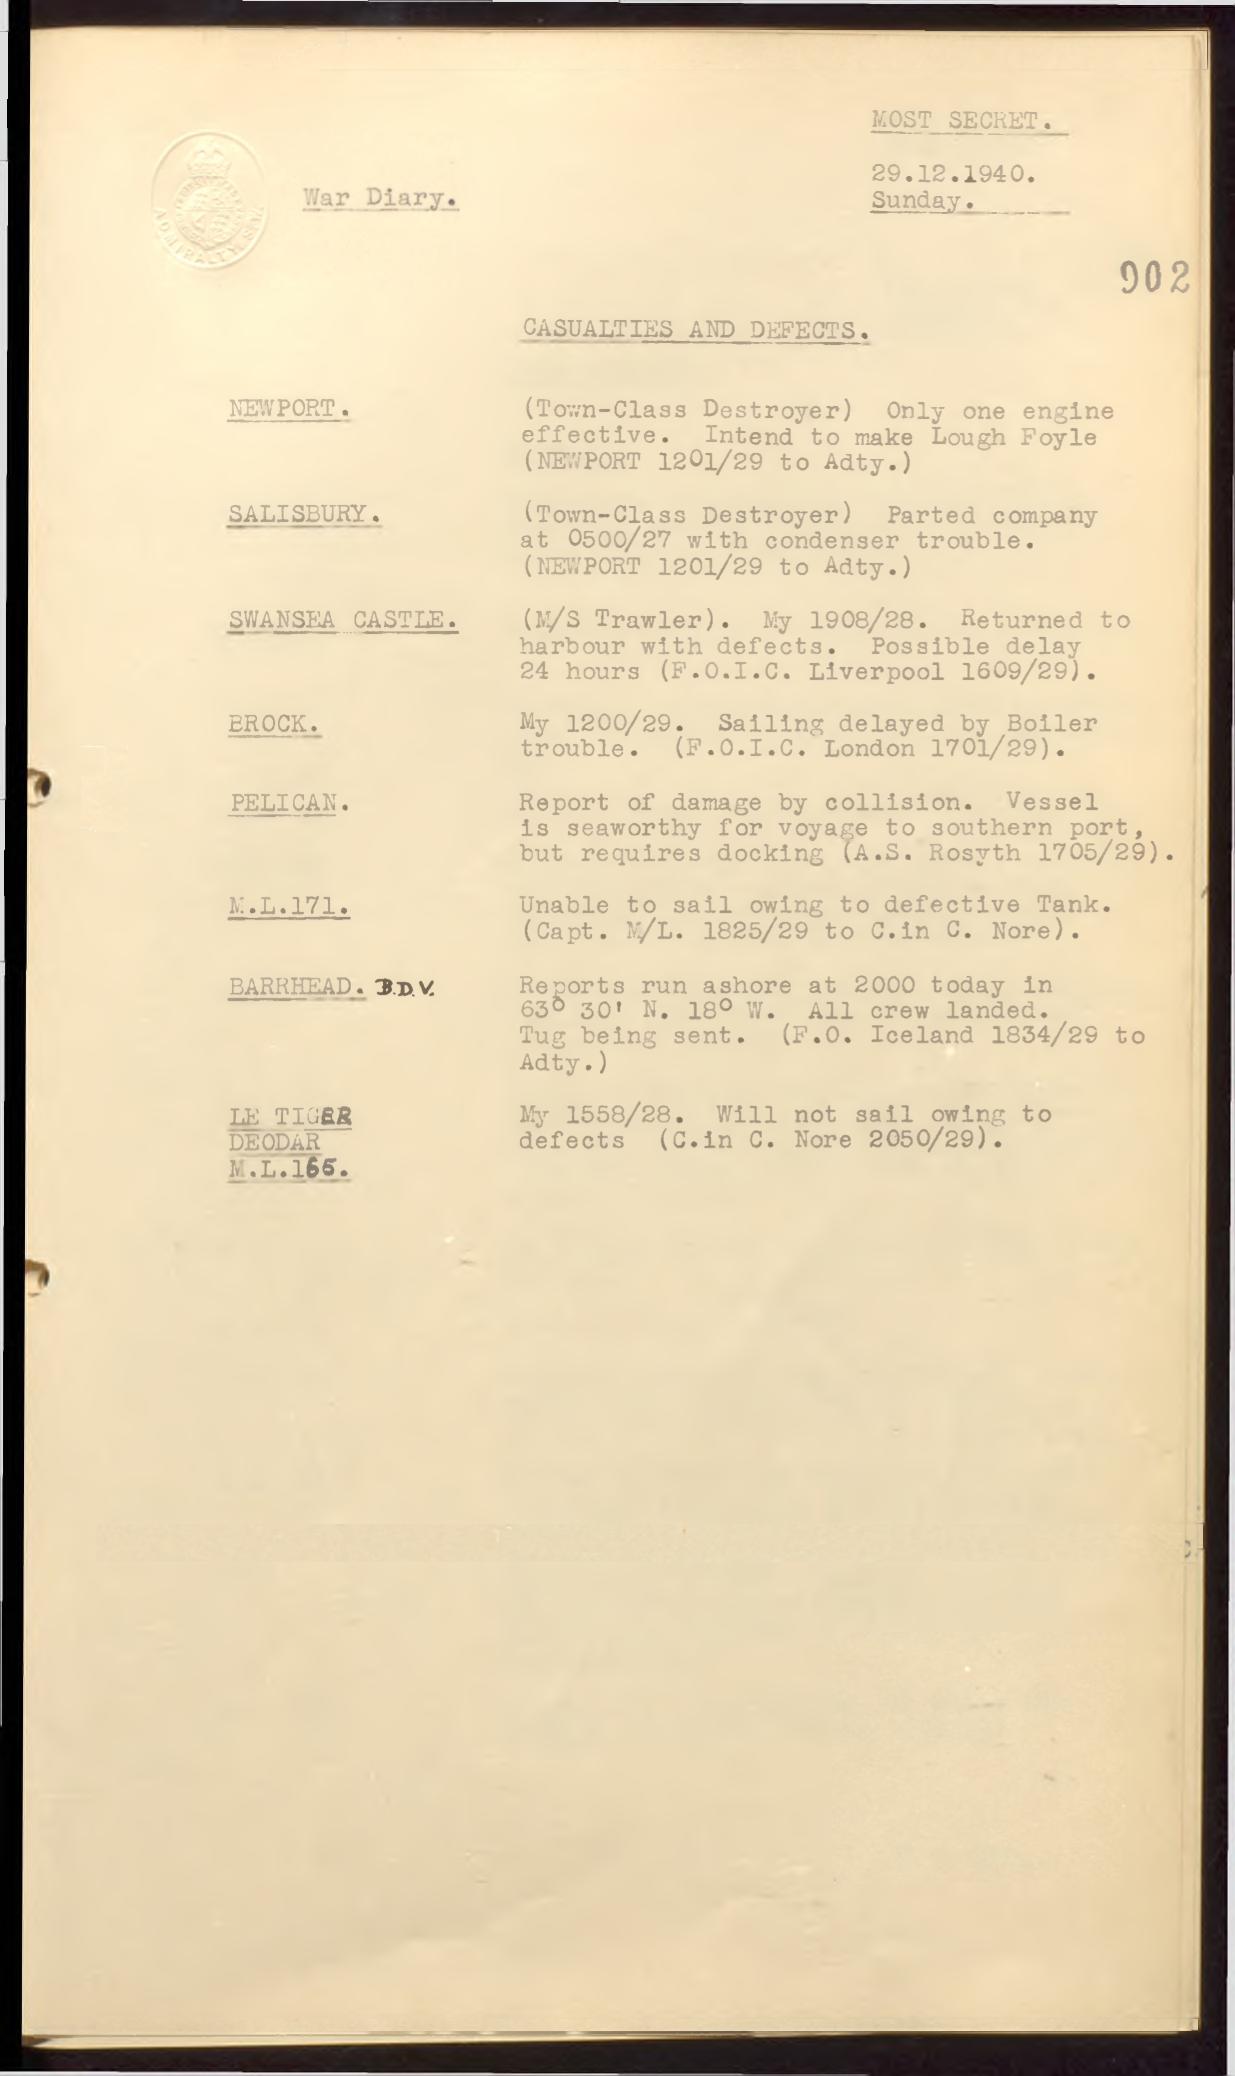 MOST SECRET.
29.12.1940.
War Diary.
Sunday.
ADMIRALTY S.W.
902
CASUALTIES AND DEFECTS.
NEWPORT. (Town-Class Destroyer) Only one engine
effective. Intend to make Lough Foyle
(NEWPORT 1201/29 to Adty.)
SALISBURY. (Town-Class Destroyer) Parted company
at 0500/27 with condenser trouble.
(NEWPORT 1201/29 to Adty.)
SWANSEA CASTLE. (M/S Trawler). My 1908/28. Returned to
harbour with defects. Possible delay
24 hours (F.O.I.C. Liverpool 1609/29).
BROCK. My 1200/29. Sailing delayed by Boiler
trouble. (F.O.I.C. London 1701/29).
PELICAN. Report of damage by collision. Vessel
is seaworthy for voyage to southern port,
but requires docking (A.S. Rosyth 1705/29).
M.L.171. Unable to sail owing to defective Tank.
(Capt. M/L. 1825/29 to C.in C. Nore).
BARRHEAD. B.D.V. Reports run ashore at 2000 today in
63° 30' N. 18° W. All crew landed.
Tug being sent. (F.O. Iceland 1834/29 to
Adty.)
LE TIGER My 1558/28. Will not sail owing to
DEODAR defects (C.in C. Nore 2050/29).
M.L.166.